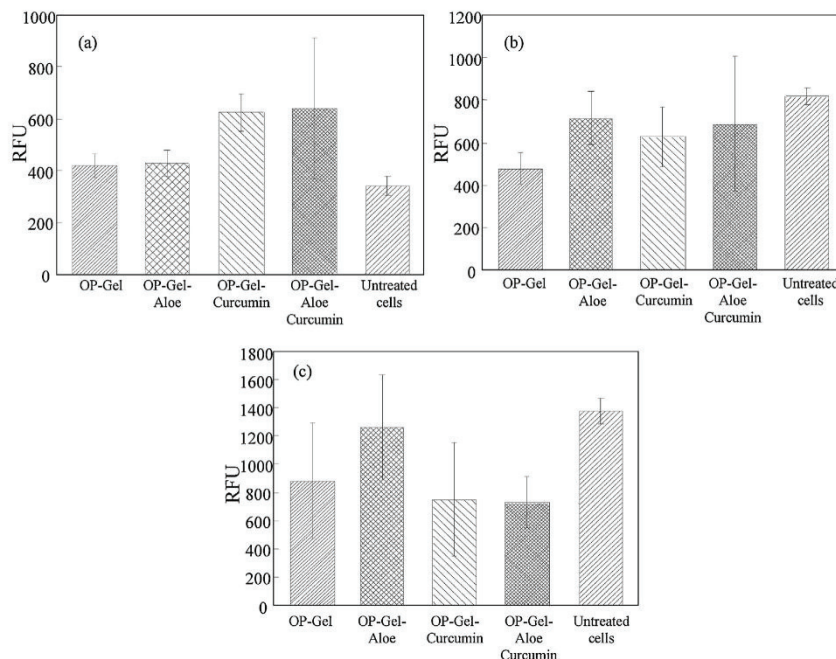 (a)
RFU
1000
800
600
400
200
0
OP-Gel
OP-Gel-
Aloe
OP-Gel-
Curcumin
OP-Gel-
Aloe
Curcumin
Untreated
cells
(b)
RFU
1200
1000
800
600
400
200
0
OP-Gel
OP-Gel-
Aloe
OP-Gel-
Curcumin
OP-Gel-
Aloe
Curcumin
Untreated
cells
(c)
RFU
1800
1600
1400
1200
1000
800
600
400
200
0
OP-Gel
OP-Gel-
Aloe
OP-Gel-
Curcumin
OP-Gel-
Aloe
Curcumin
Untreated
cells